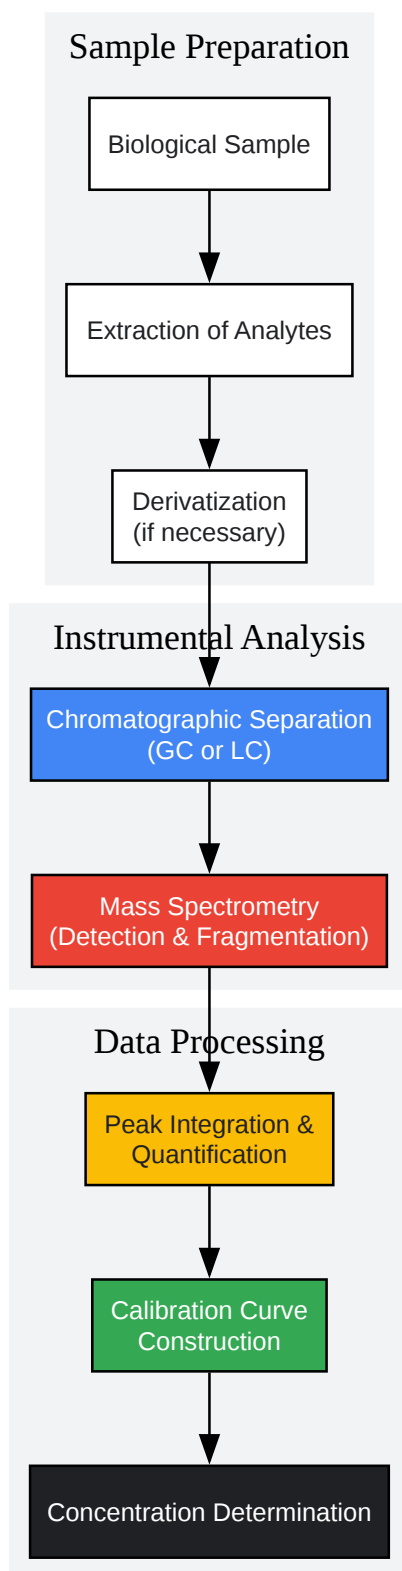 Sample Preparation
Biological Sample
Extraction of Analytes
Derivatization
(if necessary)
Instrumental Analysis
Chromatographic Separation
(GC or LC)
Mass Spectrometry
(Detection & Fragmentation)
Data Processing
Peak Integration &
Quantification
Calibration Curve
Construction
Concentration Determination